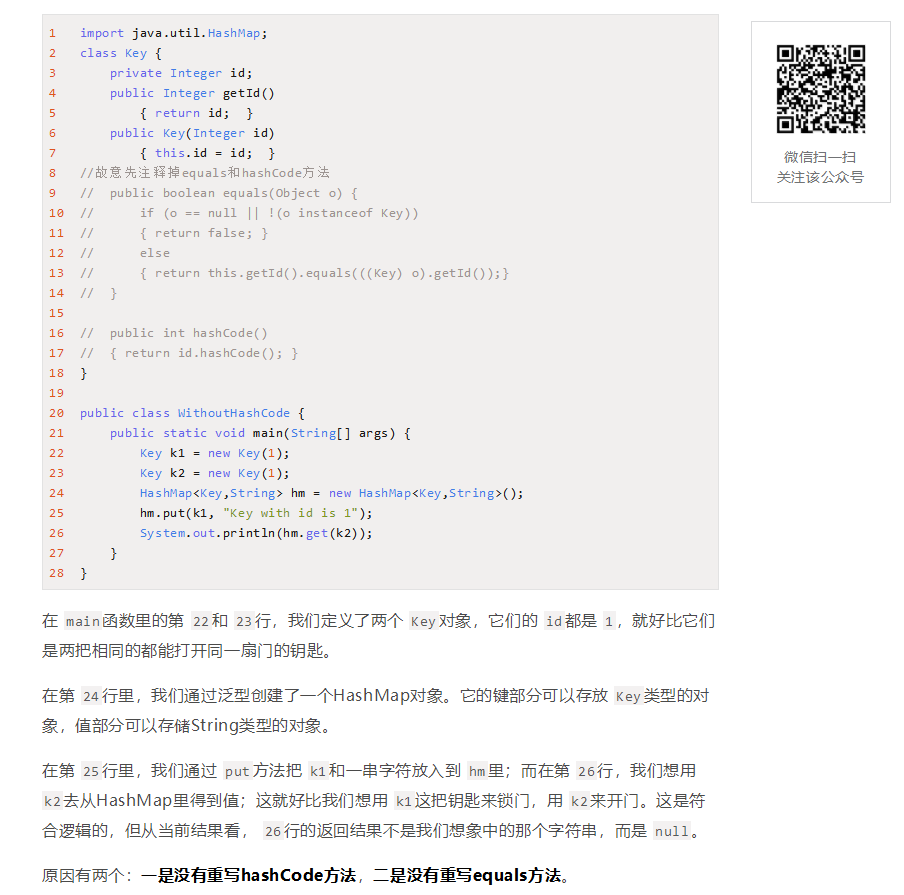 1 import java.util.HashMap;
2 class Key {
3     private Integer id;
4     public Integer getId()
5         { return id;  }
6     public Key(Integer id)
7         { this.id = id;  }
8 //故意先注释掉equals和hashCode方法
9 //  public boolean equals(Object o) {
10 //      if (o == null || !(o instanceof Key))
11 //      { return false; }
12 //      else
13 //      { return this.getId().equals(((Key) o).getId());}
14 //  }
15
16 //  public int hashCode()
17 //  { return id.hashCode(); }
18 }
19
20 public class WithoutHashCode {
21     public static void main(String[] args) {
22         Key k1 = new Key(1);
23         Key k2 = new Key(1);
24         HashMap<Key,String> hm = new HashMap<Key,String>();
25         hm.put(k1, "Key with id is 1");
26         System.out.println(hm.get(k2));
27     }
28 }
在 main函数里的第 22和 23行，我们定义了两个 Key对象，它们的 id都是 1，就好比它们
是两把相同的都能打开同一扇门的钥匙。
在第 24行里，我们通过泛型创建了一个HashMap对象。它的键部分可以存放 Key类型的对
象，值部分可以存储String类型的对象。
在第 25行里，我们通过 put方法把 k1和一串字符放入到 hm里；而在第 26行，我们想用
k2去从HashMap里得到值；这就好比我们想用 k1这把钥匙来锁门，用 k2来开门。这是符
合逻辑的，但从当前结果看， 26行的返回结果不是我们想象中的那个字符串，而是 null。
原因有两个：一是没有重写hashCode方法，二是没有重写equals方法。
微信扫一扫
关注该公众号